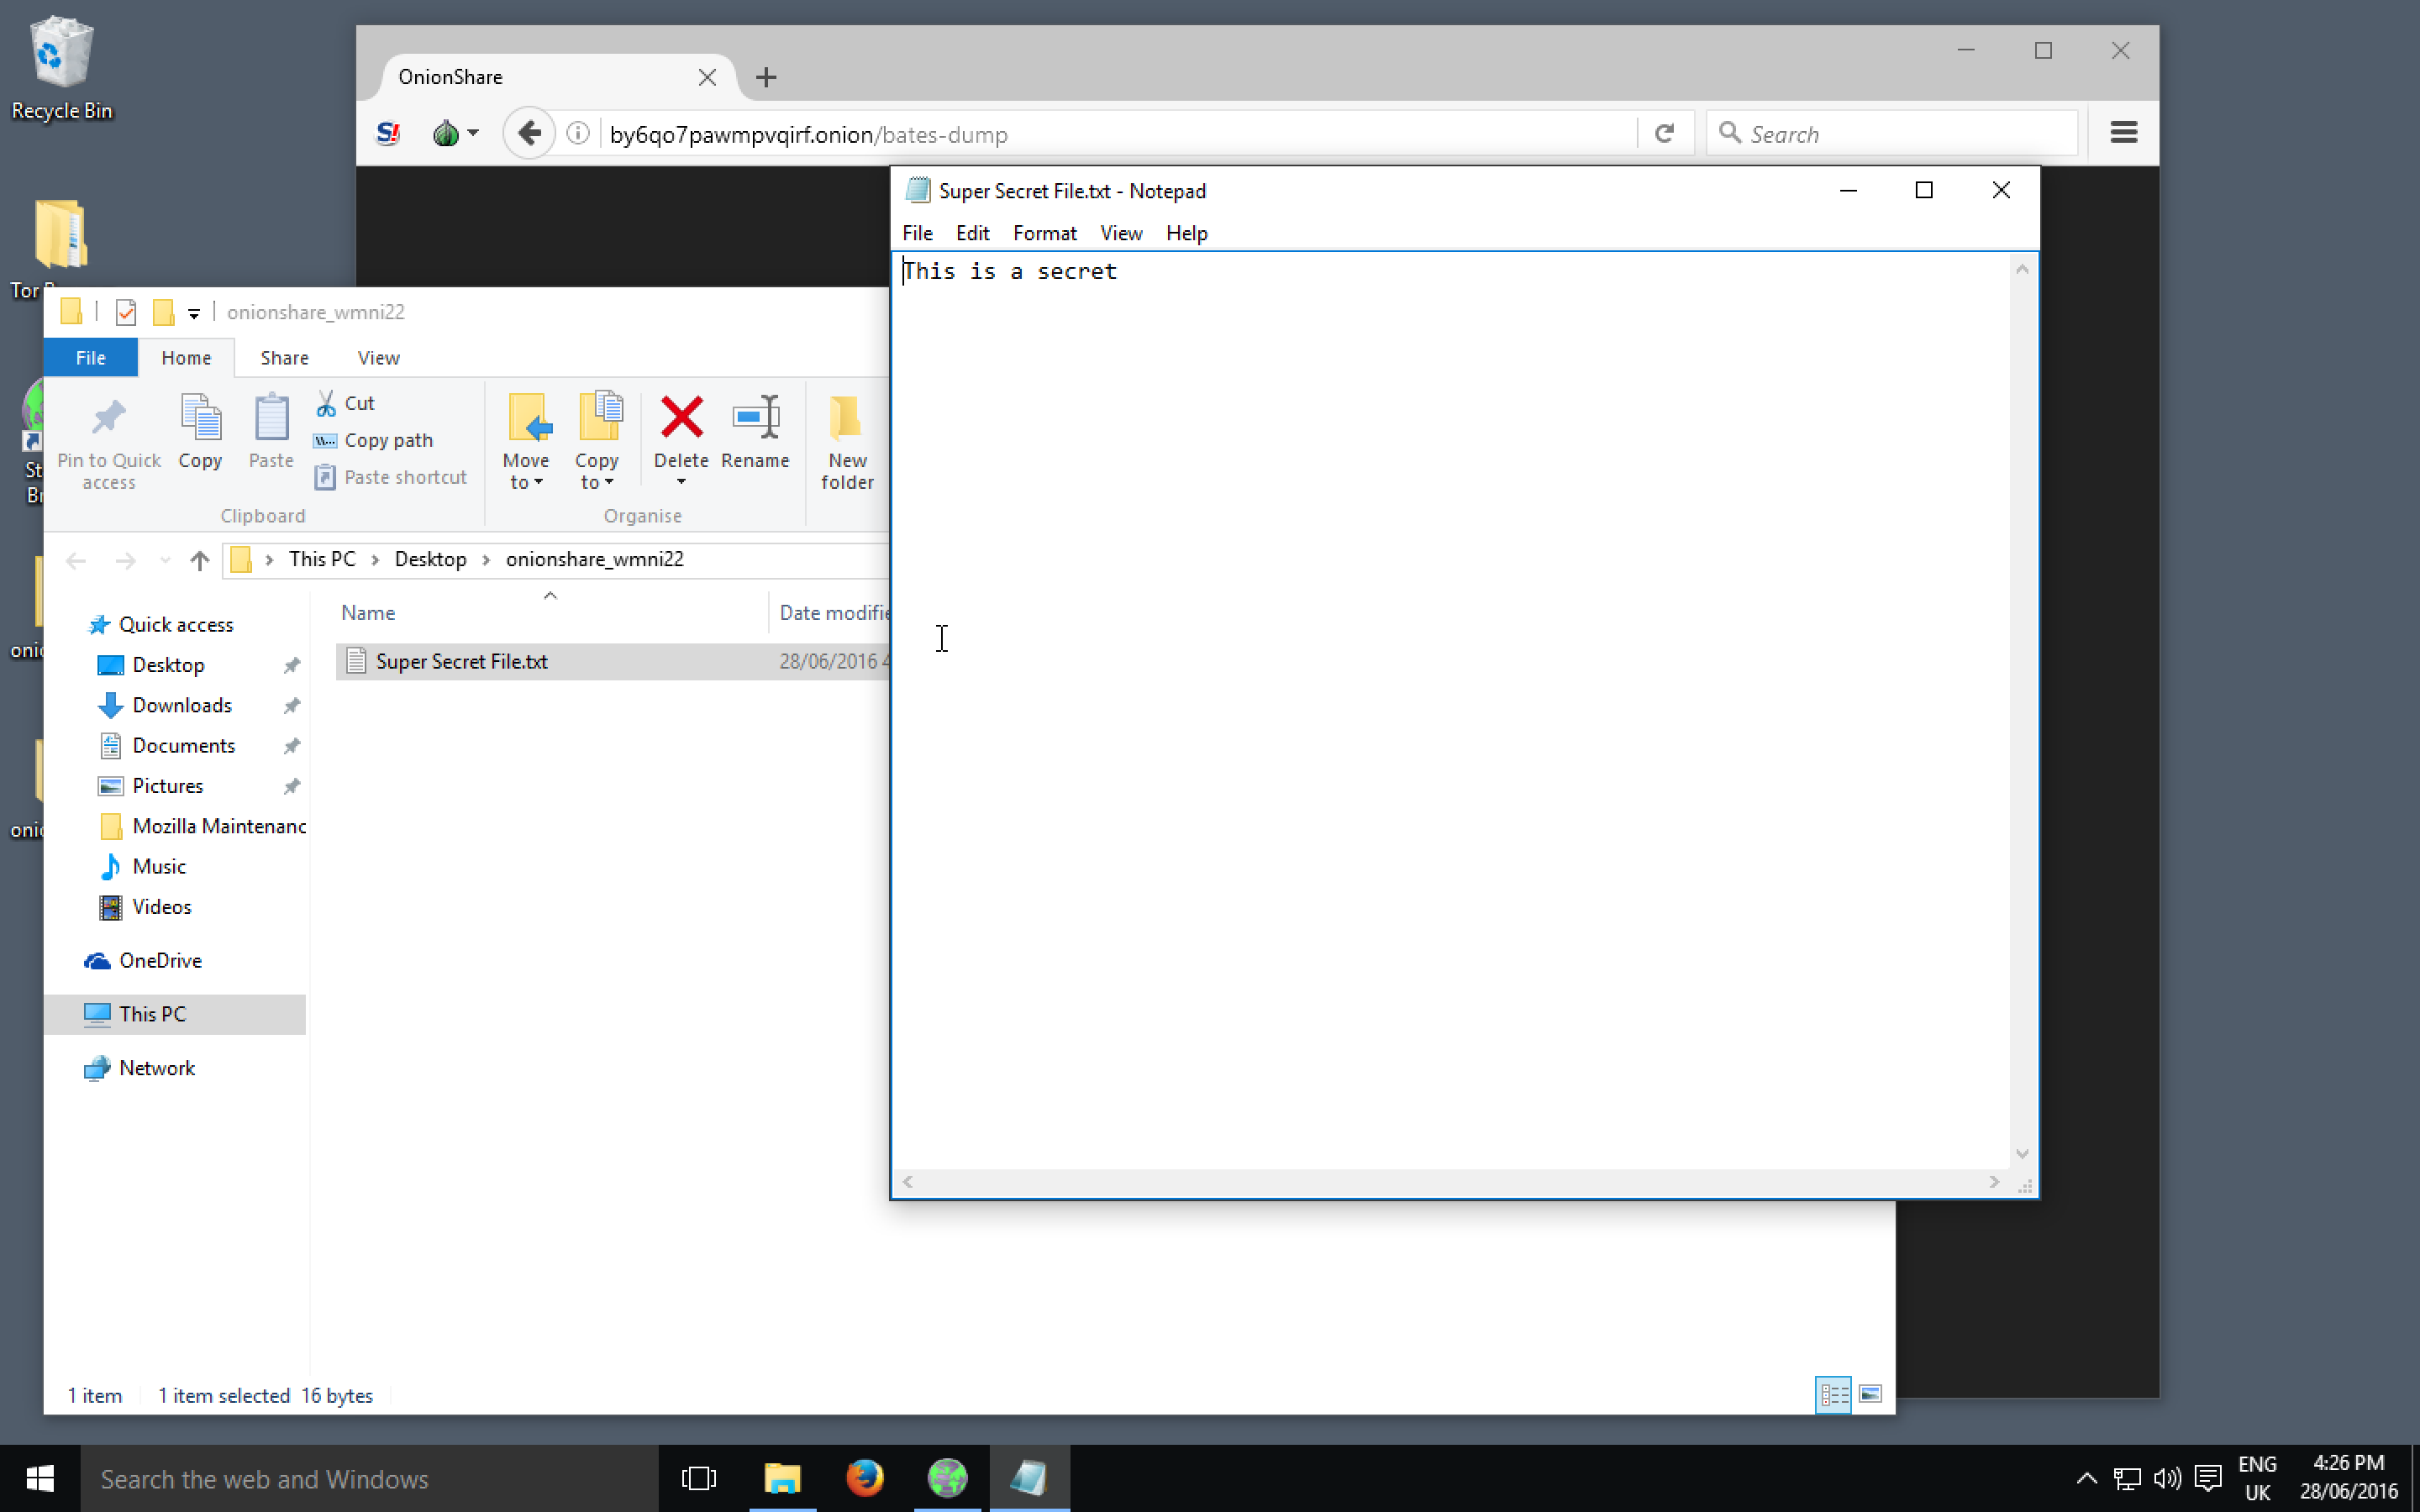 Recycle Bin
Tor
St
Br
onio
onio
OnionShare
by6qo7pawmpvqirf.onion/bates-dump
Search
onionshare_wmni22
File Home Share View
Pin to Quick access
Copy
Paste
Cut
Copy path
Paste shortcut
Clipboard
Move to
Copy to
Delete
Rename
Organise
New folder
This PC Desktop onionshare_wmni22
Name
Date modifie
Super Secret File.txt
28/06/2016 4
Quick access
Desktop
Downloads
Documents
Pictures
Mozilla Maintenanc
Music
Videos
OneDrive
This PC
Network
1 item 1 item selected 16 bytes
Super Secret File.txt - Notepad
File Edit Format View Help
This is a secret
Search the web and Windows
ENG
UK
4:26 PM
28/06/2016